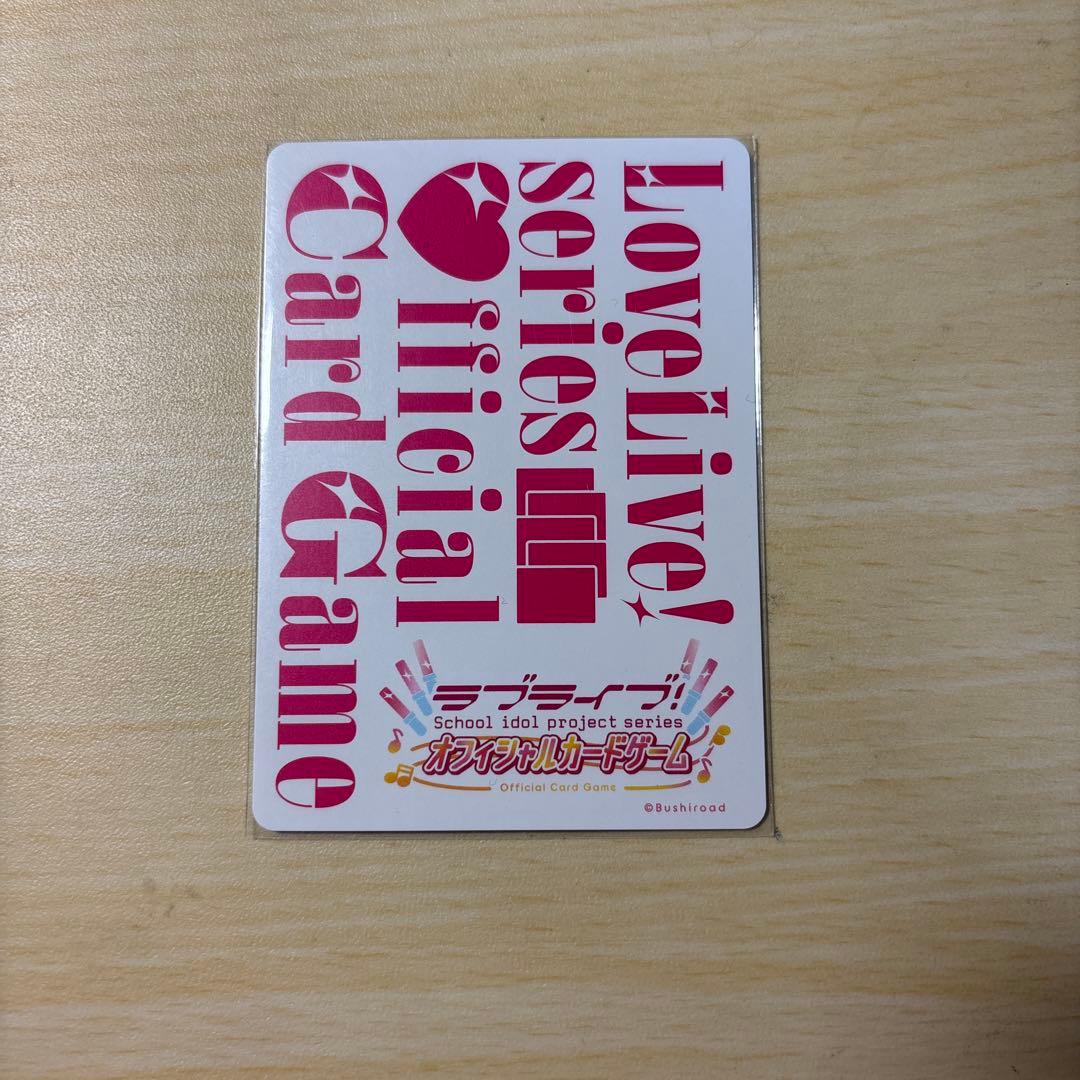 LoveLive!
series
Official
Card Game
ラブライブ!
School idol project series
オフィシャルカードゲーム
Official Card Game
©Bushiroad